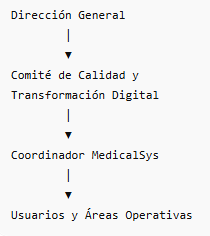 Dirección General
Comité de Calidad y
Transformación Digital
Coordinador MedicalSys
Usuarios y Áreas Operativas